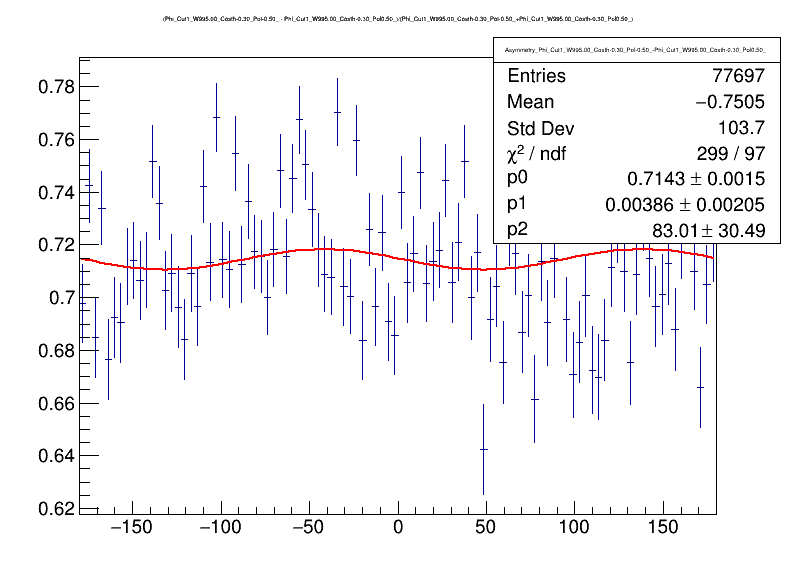 (Phi_Cut1_W995.00_Costh-0.30_Pol-0.50_ - Phi_Cut1_W995.00_Costh-0.30_Pol0.50_)/(Phi_Cut1_W995.00_Costh-0.30_Pol-0.50_+Phi_Cut1_W995.00_Costh-0.30_Pol0.50_)
Asymmetry_Phi_Cut1_W995.00_Costh-0.30_Pol-0.50_-Phi_Cut1_W995.00_Costh-0.30_Pol0.50_
Entries 77697
Mean −0.7505
Std Dev 103.7
χ² / ndf 299 / 97
p0 0.7143 ± 0.0015
p1 0.00386 ± 0.00205
p2 83.01 ± 30.49
0.78
0.76
0.74
0.72
0.7
0.68
0.66
0.64
0.62
−150 −100 −50 0 50 100 150